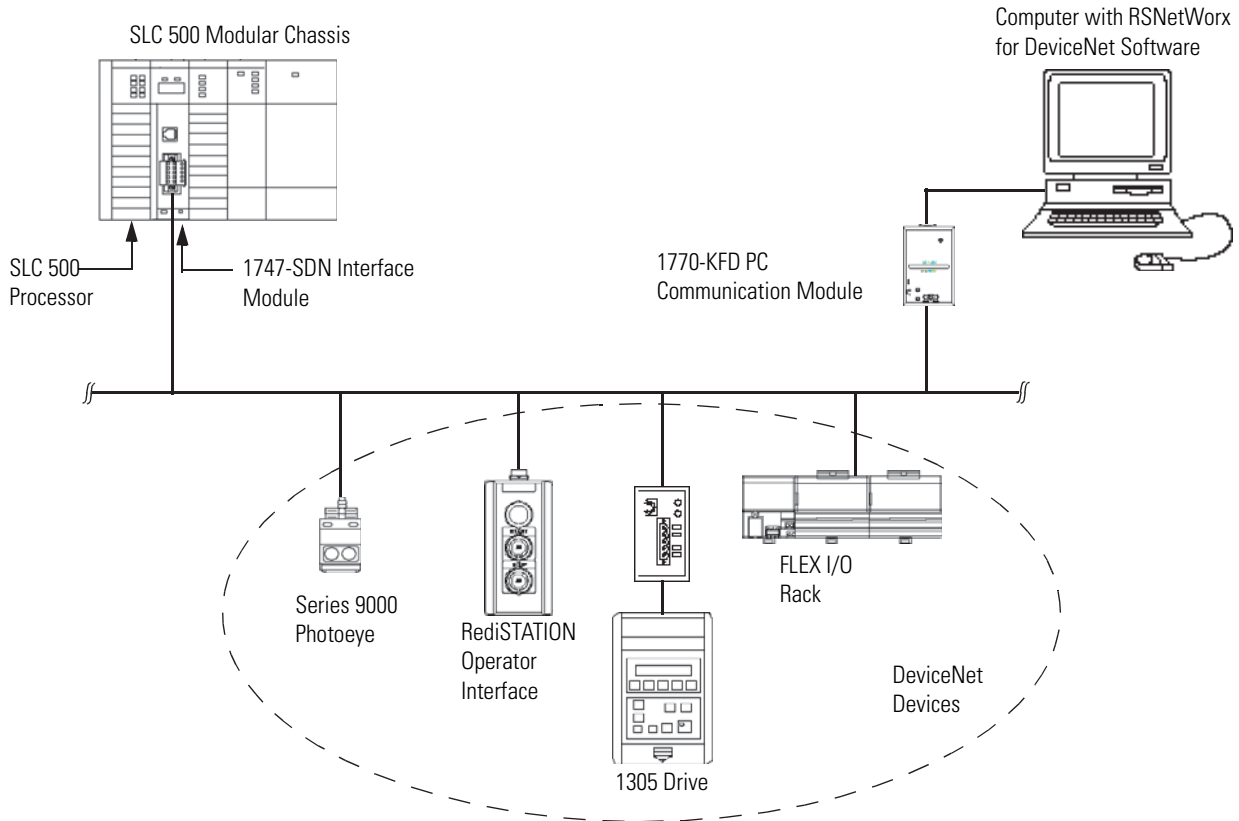 SLC 500 Modular Chassis
Computer with RSNetWorx
for DeviceNet Software
SLC 500
Processor
1747-SDN Interface
Module
1770-KFD PC
Communication Module
Series 9000
Photoeye
RediSTATION
Operator
Interface
1305 Drive
FLEX I/O
Rack
DeviceNet
Devices